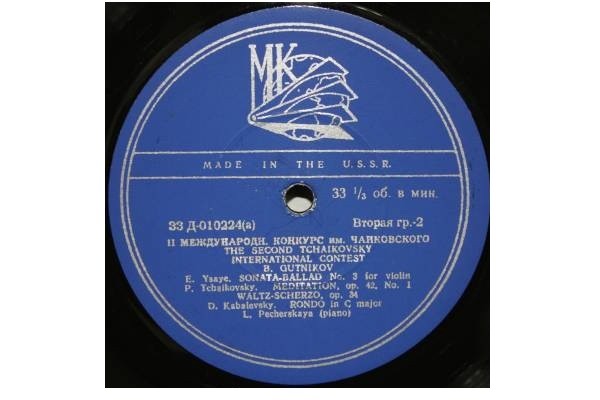 МК
MADE IN THE U.S.S.R.
33 1/3 об. в мин.
33 Д-010224(а) Вторая гр.-2
II МЕЖДУНАРОДН. КОНКУРС им. ЧАЙКОВСКОГО
THE SECOND TCHAIKOVSKY
INTERNATIONAL CONTEST
B. GUTNIKOV
E. Ysaye. SONATA-BALLAD No. 3 for violin
P. Tchaikovsky. MEDITATION, op. 42, No. 1
WALTZ-SCHERZO, op. 34
D. Kabalevsky. RONDO in C major
L. Pecherskaya (piano)